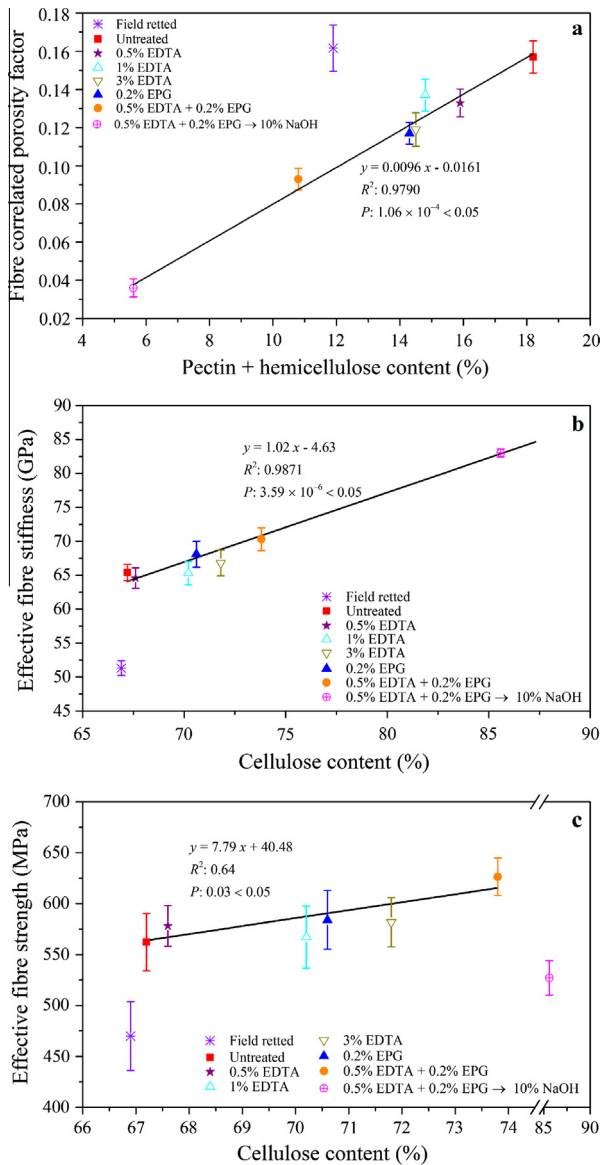 a
Field retted
Untreated
0.5% EDTA
1% EDTA
3% EDTA
0.2% EPG
0.5% EDTA + 0.2% EPG
0.5% EDTA + 0.2% EPG → 10% NaOH
y = 0.0096 x - 0.0161
R²: 0.9790
P: 1.06 × 10⁻⁴ < 0.05
Fibre correlated porosity factor
0.18
0.16
0.14
0.12
0.10
0.08
0.06
0.04
0.02
4 6 8 10 12 14 16 18 20
Pectin + hemicellulose content (%)
b
y = 1.02 x - 4.63
R²: 0.9871
P: 3.59 × 10⁻⁶ < 0.05
Field retted
Untreated
0.5% EDTA
1% EDTA
3% EDTA
0.2% EPG
0.5% EDTA + 0.2% EPG
0.5% EDTA + 0.2% EPG → 10% NaOH
Effective fibre stiffness (GPa)
90
85
80
75
70
65
60
55
50
45
65 70 75 80 85 90
Cellulose content (%)
c
y = 7.79 x + 40.48
R²: 0.64
P: 0.03 < 0.05
Field retted
Untreated
0.5% EDTA
1% EDTA
3% EDTA
0.2% EPG
0.5% EDTA + 0.2% EPG
0.5% EDTA + 0.2% EPG → 10% NaOH
Effective fibre strength (MPa)
700
650
600
550
500
450
400
66 67 68 69 70 71 72 73 74 85 90
Cellulose content (%)